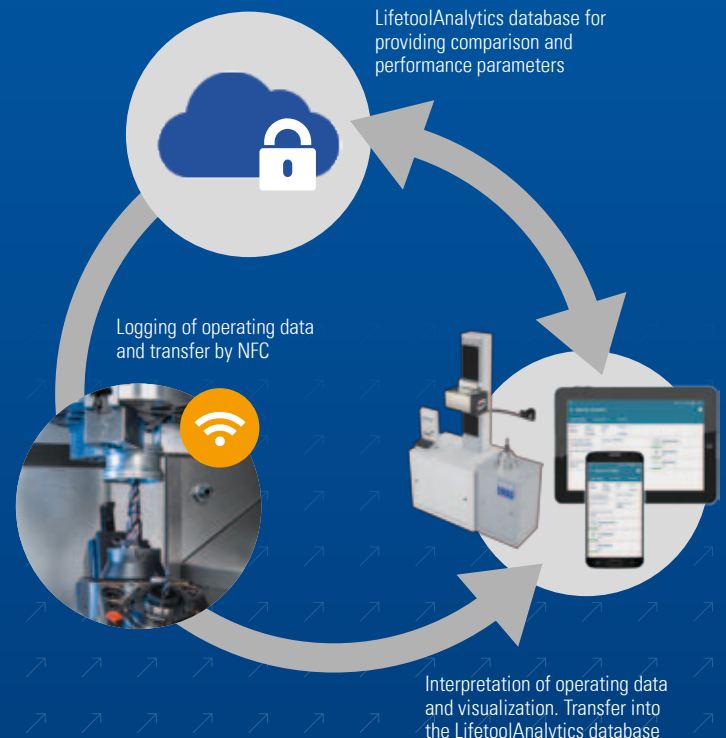 LifetoolAnalytics database for
providing comparison and
performance parameters
Logging of operating data
and transfer by NFC
Interpretation of operating data
and visualization. Transfer into
the LifetoolAnalytics database